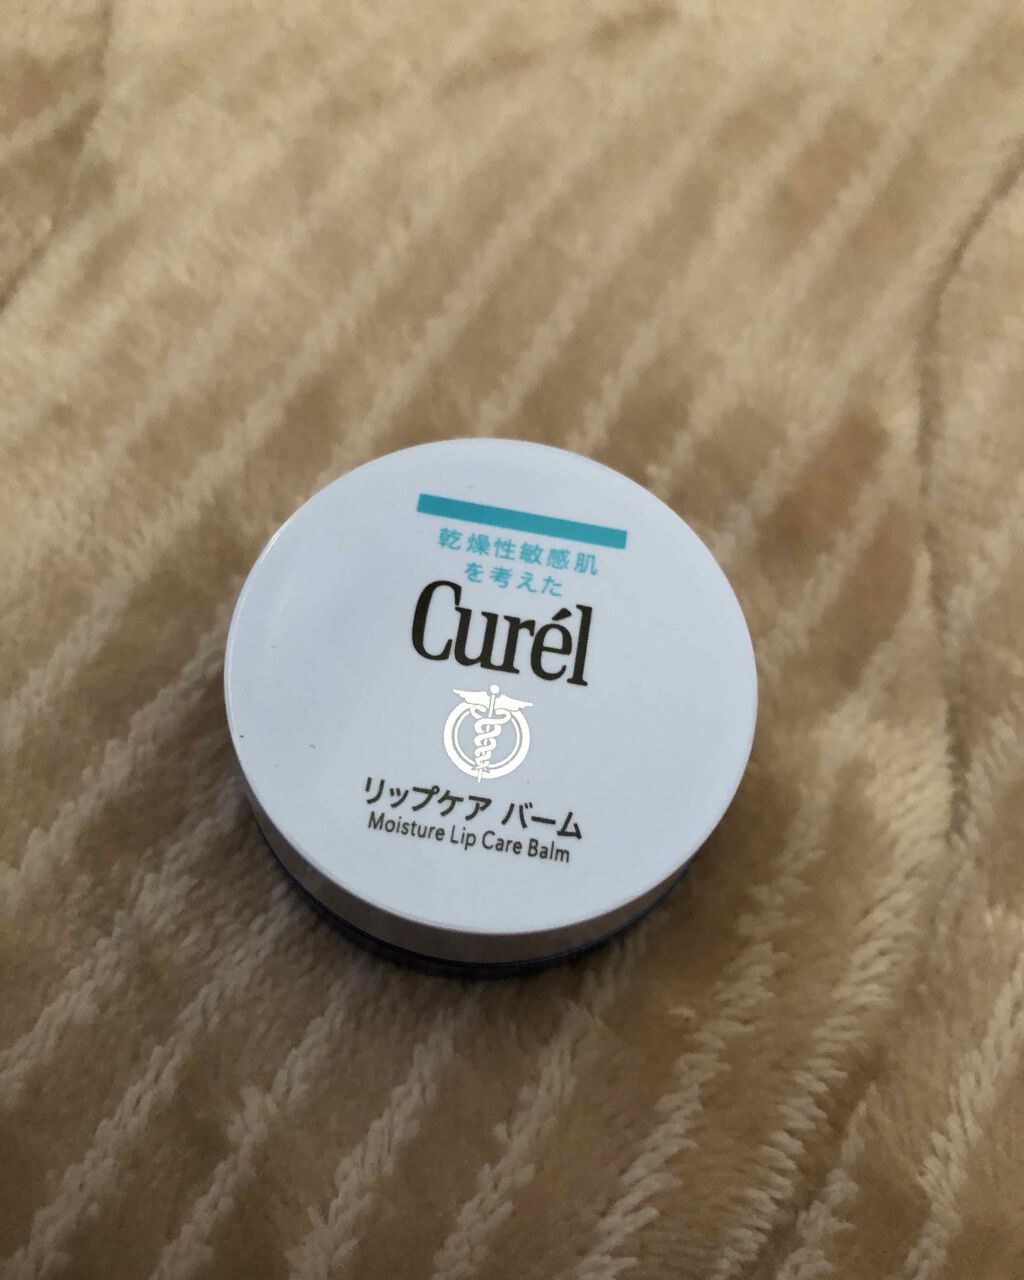 乾燥性敏感肌
を考えた
Curél
リップケア バーム
Moisture Lip Care Balm